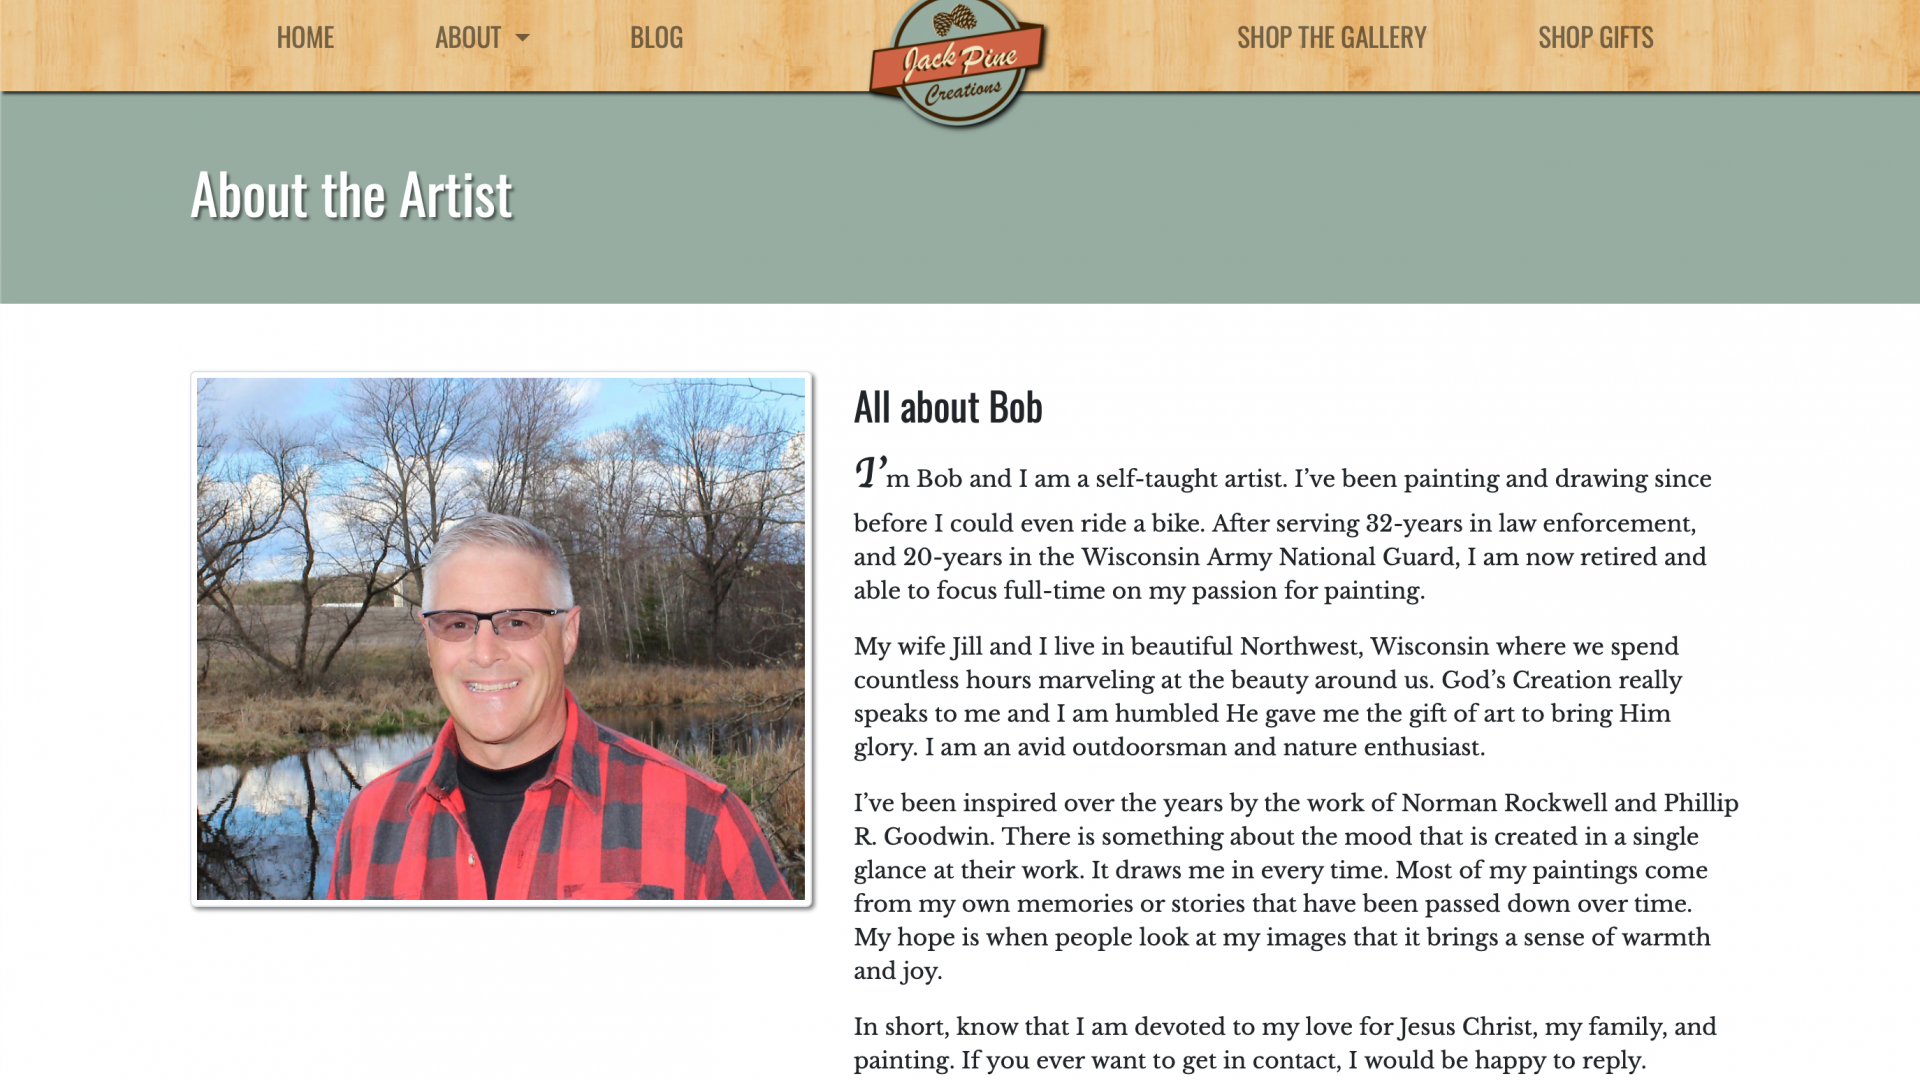 HOME
ABOUT
BLOG
Jack Pine
Creations
SHOP THE GALLERY
SHOP GIFTS
About the Artist
All about Bob
I’m Bob and I am a self-taught artist. I’ve been painting and drawing since
before I could even ride a bike. After serving 32-years in law enforcement,
and 20-years in the Wisconsin Army National Guard, I am now retired and
able to focus full-time on my passion for painting.
My wife Jill and I live in beautiful Northwest, Wisconsin where we spend
countless hours marveling at the beauty around us. God’s Creation really
speaks to me and I am humbled He gave me the gift of art to bring Him
glory. I am an avid outdoorsman and nature enthusiast.
I’ve been inspired over the years by the work of Norman Rockwell and Phillip
R. Goodwin. There is something about the mood that is created in a single
glance at their work. It draws me in every time. Most of my paintings come
from my own memories or stories that have been passed down over time.
My hope is when people look at my images that it brings a sense of warmth
and joy.
In short, know that I am devoted to my love for Jesus Christ, my family, and
painting. If you ever want to get in contact, I would be happy to reply.